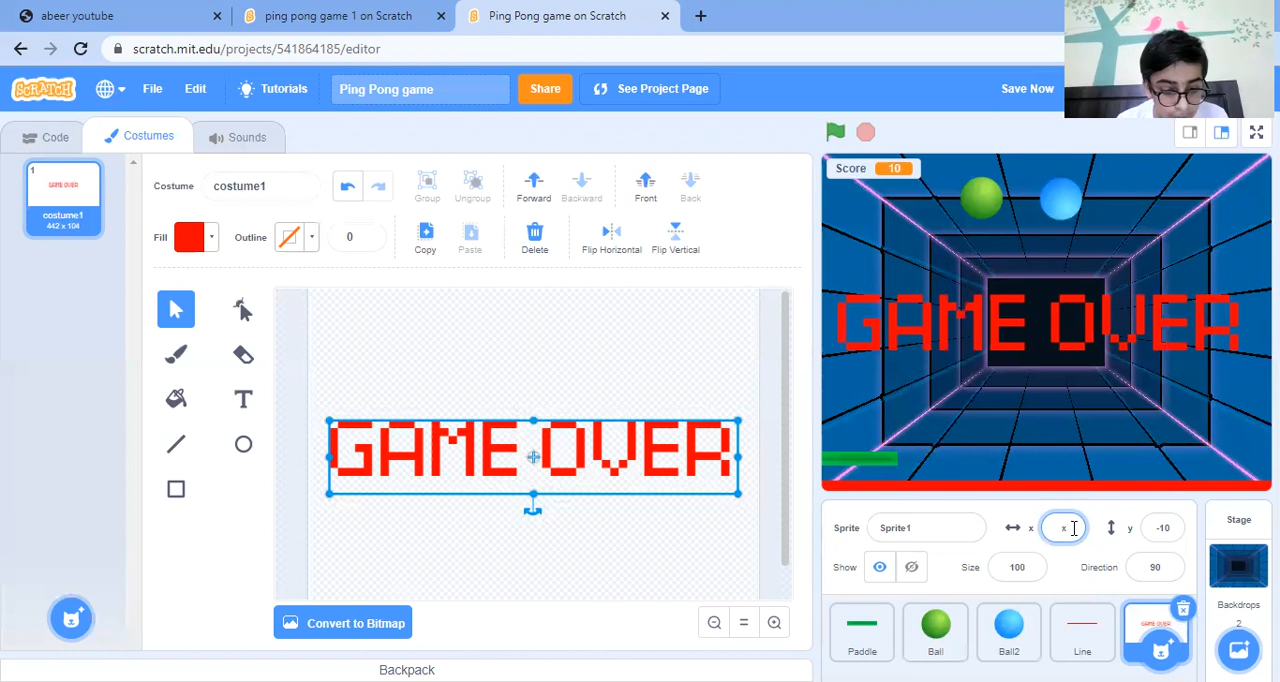 abeer youtube
ping pong game 1 on Scratch
Ping Pong game on Scratch
scratch.mit.edu/projects/541864185/editor
SCRATCH
File
Edit
Tutorials
Ping Pong game
Share
See Project Page
Save Now
Code
Costumes
Sounds
1
GAME OVER
costume1
442 x 104
Costume
costume1
Group
Ungroup
Forward
Backward
Front
Back
Fill
Outline
0
Copy
Paste
Delete
Flip Horizontal
Flip Vertical
GAME OVER
Convert to Bitmap
Backpack
Score 10
GAME OVER
Sprite
Sprite1
x
x
y
-10
Show
Size
100
Direction
90
Paddle
Ball
Ball2
Line
GAME OVER
Stage
Backdrops
2